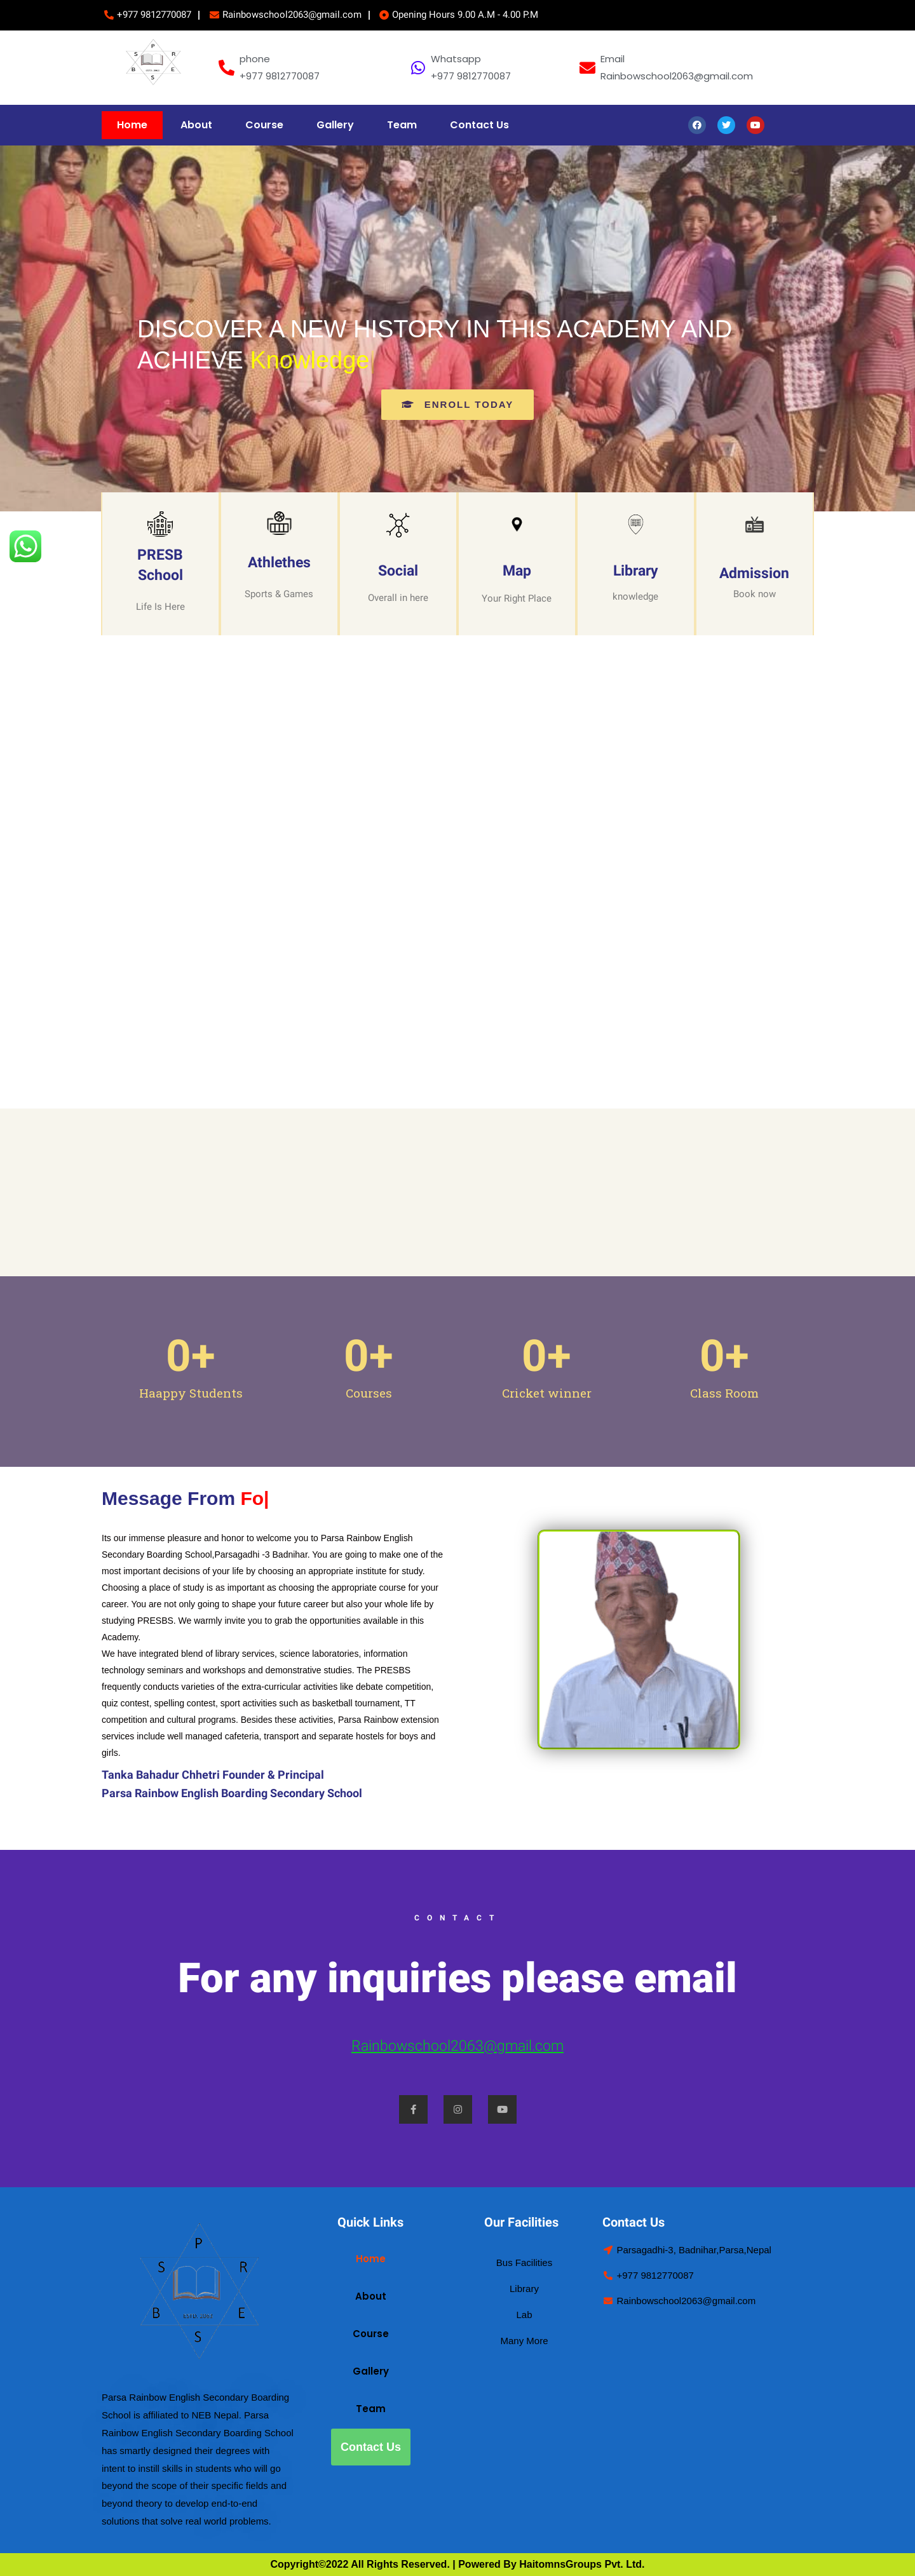 +977 9812770087 | Rainbowschool2063@gmail.com | Opening Hours 9.00 A.M - 4.00 P.M
P
S R
B E
S
phone
+977 9812770087
Whatsapp
+977 9812770087
Email
Rainbowschool2063@gmail.com
Home About Course Gallery Team Contact Us
DISCOVER A NEW HISTORY IN THIS ACADEMY AND
ACHIEVE Knowledge
ENROLL TODAY
PRESB
School
Life Is Here
Athlethes
Sports & Games
Social
Overall in here
Map
Your Right Place
Library
knowledge
Admission
Book now
0+
Haappy Students
0+
Courses
0+
Cricket winner
0+
Class Room
Message From Fo|
Its our immense pleasure and honor to welcome you to Parsa Rainbow English
Secondary Boarding School,Parsagadhi -3 Badnihar. You are going to make one of the
most important decisions of your life by choosing an appropriate institute for study.
Choosing a place of study is as important as choosing the appropriate course for your
career. You are not only going to shape your future career but also your whole life by
studying PRESBS. We warmly invite you to grab the opportunities available in this
Academy.
We have integrated blend of library services, science laboratories, information
technology seminars and workshops and demonstrative studies. The PRESBS
frequently conducts varieties of the extra-curricular activities like debate competition,
quiz contest, spelling contest, sport activities such as basketball tournament, TT
competition and cultural programs. Besides these activities, Parsa Rainbow extension
services include well managed cafeteria, transport and separate hostels for boys and
girls.
Tanka Bahadur Chhetri Founder & Principal
Parsa Rainbow English Boarding Secondary School
CONTACT
For any inquiries please email
Rainbowschool2063@gmail.com
P
S R
B E
S
Parsa Rainbow English Secondary Boarding
School is affiliated to NEB Nepal. Parsa
Rainbow English Secondary Boarding School
has smartly designed their degrees with
intent to instill skills in students who will go
beyond the scope of their specific fields and
beyond theory to develop end-to-end
solutions that solve real world problems.
Quick Links
Home
About
Course
Gallery
Team
Contact Us
Our Facilities
Bus Facilities
Library
Lab
Many More
Contact Us
Parsagadhi-3, Badnihar,Parsa,Nepal
+977 9812770087
Rainbowschool2063@gmail.com
Copyright©2022 All Rights Reserved. | Powered By HaitomnsGroups Pvt. Ltd.